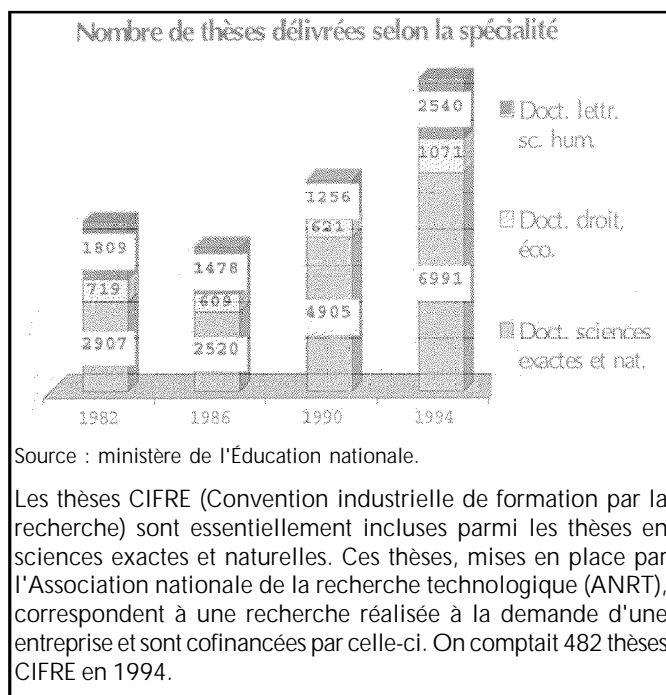 Nombre de thèses délivrées selon la spécialité
2540
Doct. lettr.
sc. hum.
1071
1256
621
1809
Doct. droit,
éco.
1478
719
6991
609
4905
2907
2520
Doct. sciences
exactes et nat.
1982
1986
1990
1994
Source : ministère de l'Éducation nationale.
Les thèses CIFRE (Convention industrielle de formation par la
recherche) sont essentiellement incluses parmi les thèses en
sciences exactes et naturelles. Ces thèses, mises en place par
l'Association nationale de la recherche technologique (ANRT),
correspondent à une recherche réalisée à la demande d'une
entreprise et sont cofinancées par celle-ci. On comptait 482 thèses
CIFRE en 1994.